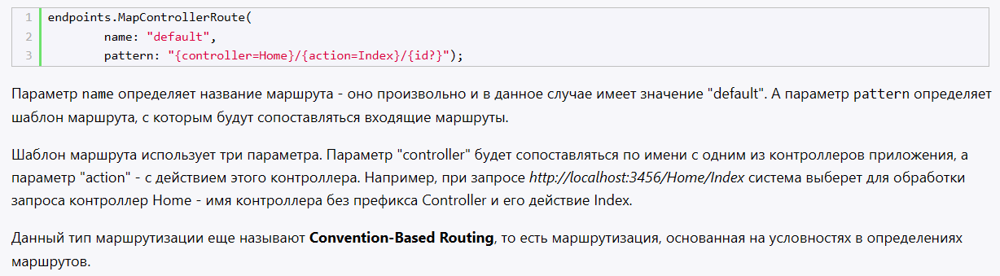 1 endpoints.MapControllerRoute(
2 name: "default",
3 pattern: "{controller=Home}/{action=Index}/{id?}");
Параметр name определяет название маршрута - оно произвольно и в данное случае имеет значение "default". А параметр pattern определяет
шаблон маршрута, с которым будут сопоставляться входящие маршруты.
Шаблон маршрута использует три параметра. Параметр "controller" будет сопоставляться по имени с одним из контроллеров приложения, а
параметр "action" - с действием этого контроллера. Например, при запросе http://localhost:3456/Home/Index система выберет для обработки
запроса контроллер Home - имя контроллера без префикса Controller и его действие Index.
Данный тип маршрутизации еще называют Convention-Based Routing, то есть маршрутизация, основанная на условностях в определениях
маршрутов.